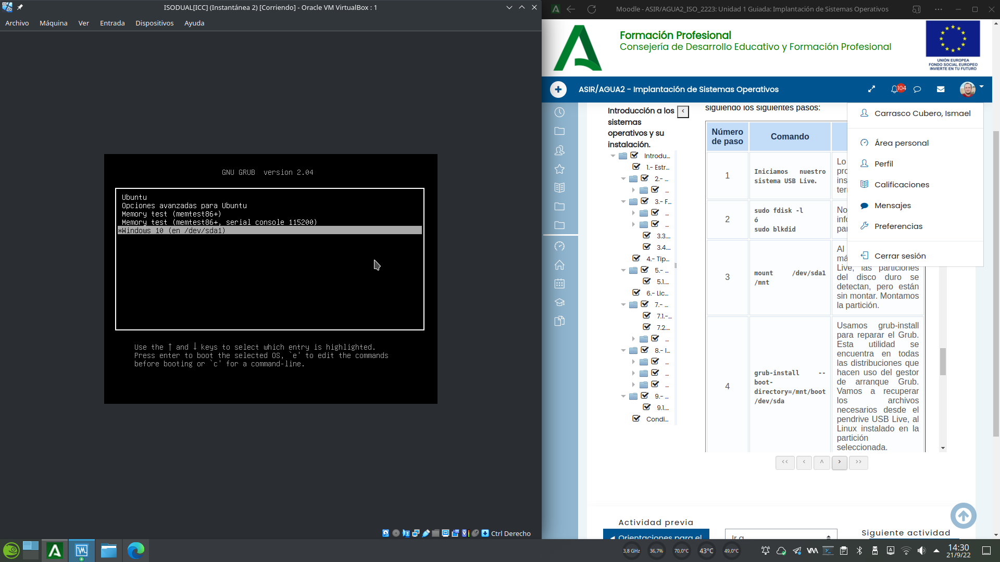 ISODUAL[ICC] (Instantánea 2) [Corriendo] - Oracle VM VirtualBox : 1
Archivo Máquina Ver Entrada Dispositivos Ayuda
GNU GRUB version 2.04
Ubuntu
Opciones avanzadas para Ubuntu
Memory test (memtest86+)
Memory test (memtest86+, serial console 115200)
*Windows 10 (en /dev/sda1)
Use the ↑ and ↓ keys to select which entry is highlighted.
Press enter to boot the selected OS, `e' to edit the commands
before booting or `c' for a command-line.
Ctrl Derecho
Moodle - ASIR/AGUA2_ISO_2223: Unidad 1 Guiada: Implantación de Sistemas Operativos
Formación Profesional
Consejería de Desarrollo Educativo y Formación Profesional
UNIÓN EUROPEA
FONDO SOCIAL EUROPEO
INVIERTE EN TU FUTURO
ASIR/AGUA2 - Implantación de Sistemas Operativos
104
Carrasco Cubero, Ismael
Área personal
Perfil
Calificaciones
Mensajes
Preferencias
Cerrar sesión
Introducción a los
sistemas
operativos y su
instalación.
Introdu...
1.- Estr...
2.- ...
...
3.- F...
...
...
3.3....
3.4....
4.- Tip...
5.- ...
5.1....
6.- Lic...
7.- ...
7.1.-...
7.2....
...
8.- I...
...
...
...
9.- ...
9.1....
Condi...
siguiendo los siguientes pasos:
Número
de paso
Comando
1
Iniciamos nuestro
sistema USB Live.
Lo
pro
ins
ter
2
sudo fdisk -l
ó
sudo blkdid
No
info
par
3
mount /dev/sda1
/mnt
Al
má
Live, las particiones
del disco duro se
detectan, pero están
sin montar. Montamos
la partición.
4
grub-install --
boot-
directory=/mnt/boot
/dev/sda
Usamos grub-install
para reparar el Grub.
Esta utilidad se
encuentra en todas
las distribuciones que
hacen uso del gestor
de arranque Grub.
Vamos a recuperar
los archivos
necesarios desde el
pendrive USB Live, al
Linux instalado en la
partición
seleccionada.
Actividad previa
◄ Orientaciones para el
Ir a
Siguiente actividad
3,8 GHz
36,7%
70,0°C
43°C
49,0°C
14:30
21/9/22